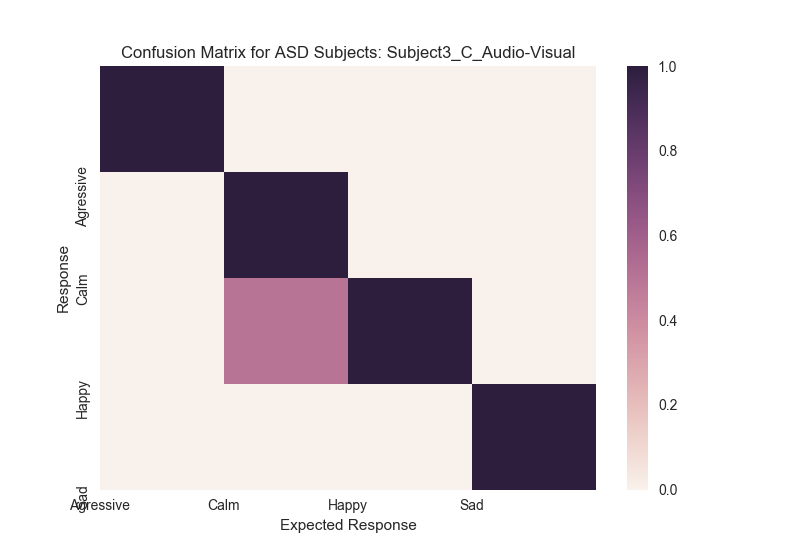 Confusion Matrix for ASD Subjects: Subject3_C_Audio-Visual
1.0
0.8
0.6
0.4
0.2
0.0
Response
Agressive
Calm
Happy
Sad
Agressive Calm Happy Sad
Expected Response